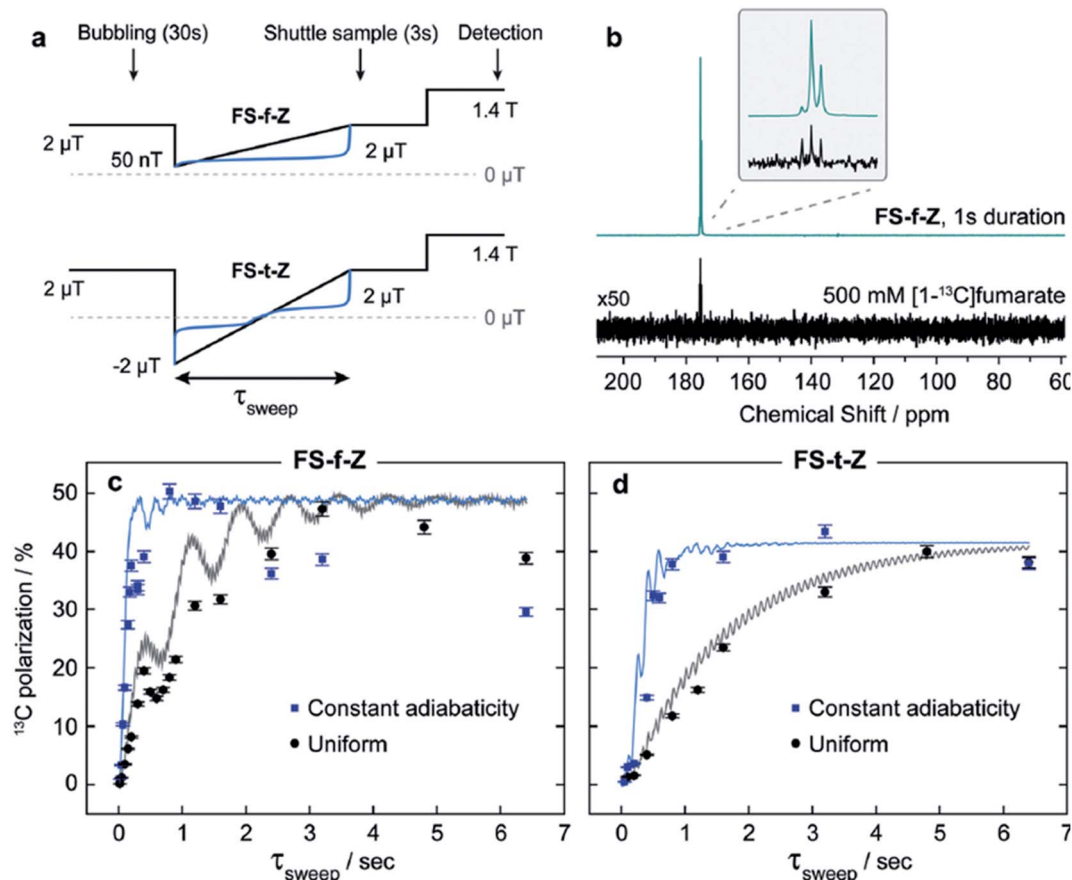 a
Bubbling (30s) Shuttle sample (3s) Detection
FS-f-Z
1.4 T
2 µT
50 nT
2 µT
0 µT
FS-t-Z
1.4 T
2 µT
2 µT
0 µT
-2 µT
τsweep
b
FS-f-Z, 1s duration
x50
500 mM [1-¹³C]fumarate
200 180 160 140 120 100 80 60
Chemical Shift / ppm
FS-f-Z
c
¹³C polarization / %
50
40
30
20
10
0
Constant adiabaticity
Uniform
0 1 2 3 4 5 6 7
τsweep / sec
FS-t-Z
d
Constant adiabaticity
Uniform
0 1 2 3 4 5 6 7
τsweep / sec